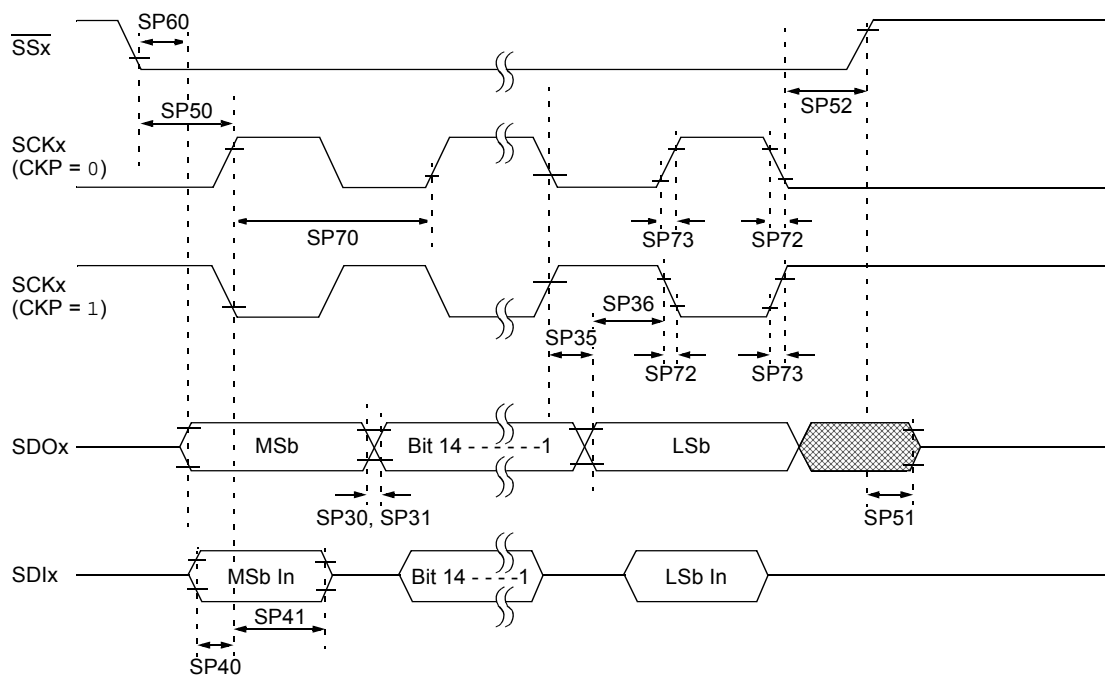 SP60
SSx
SP50
SP52
SCKx
(CKP = 0)
SP70
SP73
SP72
SCKx
(CKP = 1)
SP36
SP35
SP72
SP73
SDOx
MSb
Bit 14 - - - - - -1
LSb
SP30, SP31
SP51
SDIx
MSb In
Bit 14 - - - - -1
LSb In
SP41
SP40